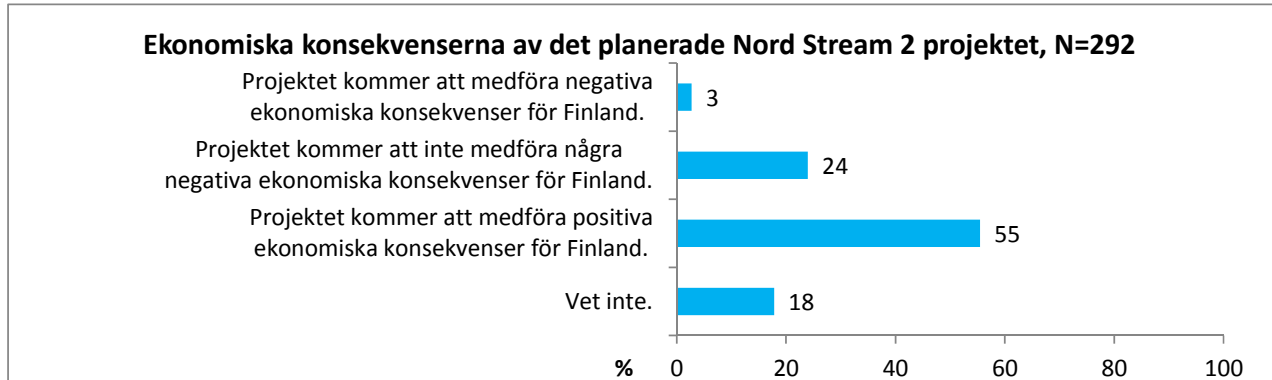 Ekonomiska konsekvenserna av det planerade Nord Stream 2 projektet, N=292
Projektet kommer att medföra negativa
ekonomiska konsekvenser för Finland.
3
Projektet kommer att inte medföra några
negativa ekonomiska konsekvenser för Finland.
24
Projektet kommer att medföra positiva
ekonomiska konsekvenser för Finland.
55
Vet inte.
18
% 0 20 40 60 80 100